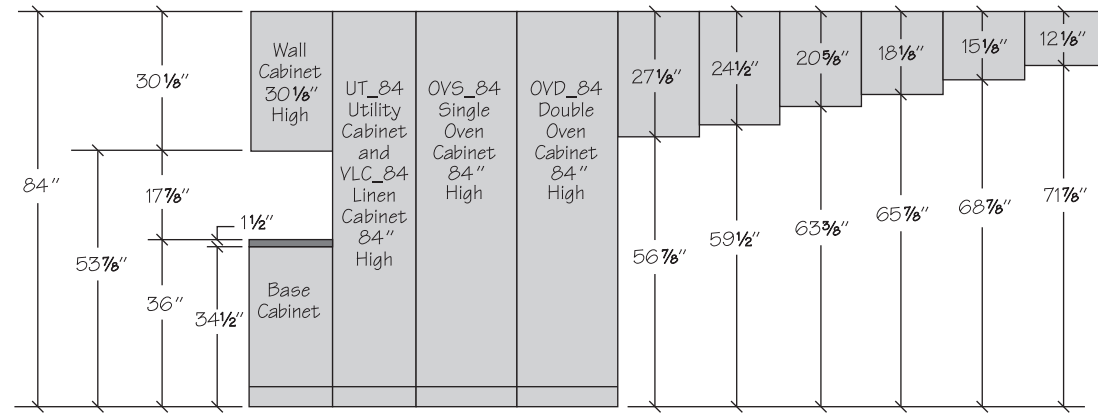 84"
30⅛"
53⅞"
17⅞"
1½"
36"
34½"
Wall
Cabinet
30⅛"
High
Base
Cabinet
UT_84
Utility
Cabinet
and
VLC_84
Linen
Cabinet
84"
High
OVS_84
Single
Oven
Cabinet
84"
High
OVD_84
Double
Oven
Cabinet
84"
High
27⅛"
24½"
20⅝"
18⅛"
15⅛"
12⅛"
56⅞"
59½"
63⅜"
65⅞"
68⅞"
71⅞"